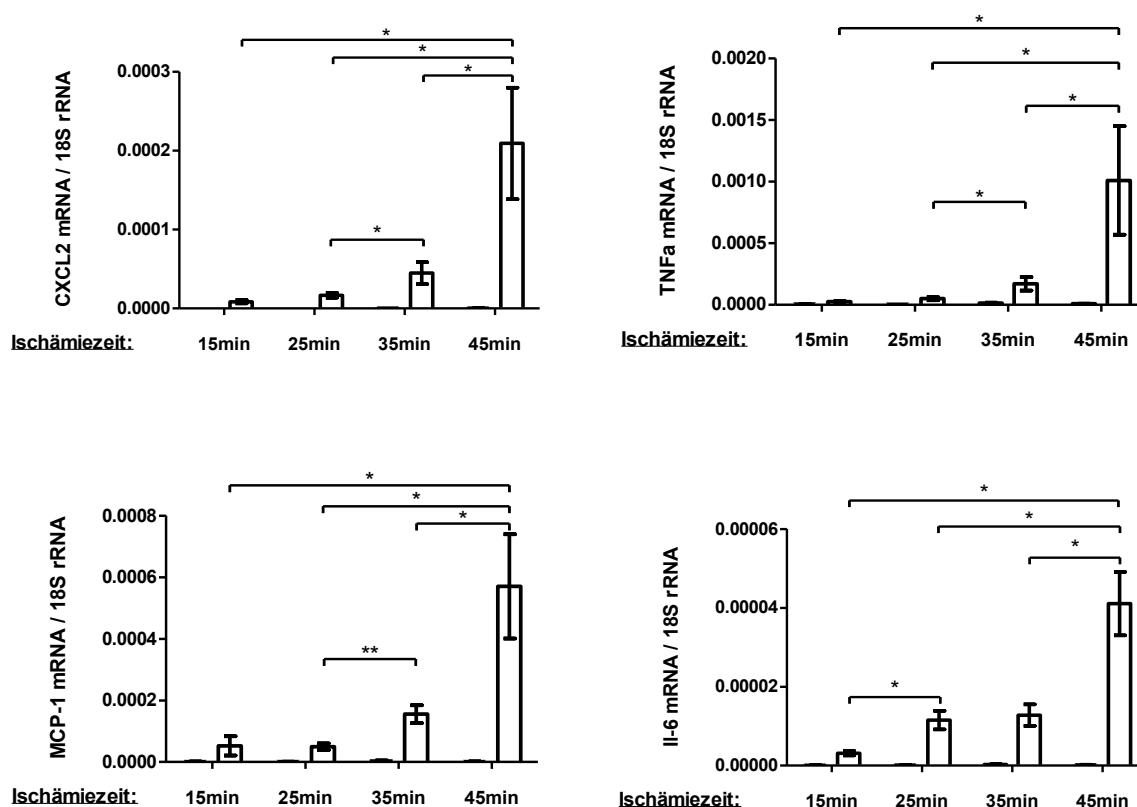 *
*
*
*
CXCL2 mRNA / 18S rRNA
0.0003
0.0002
0.0001
0.0000
Ischämiezeit:
15min 25min 35min 45min
*
*
*
*
TNFa mRNA / 18S rRNA
0.0020
0.0015
0.0010
0.0005
0.0000
Ischämiezeit:
15min 25min 35min 45min
*
*
*
**
MCP-1 mRNA / 18S rRNA
0.0008
0.0006
0.0004
0.0002
0.0000
Ischämiezeit:
15min 25min 35min 45min
*
*
*
*
Il-6 mRNA / 18S rRNA
0.00006
0.00004
0.00002
0.00000
Ischämiezeit:
15min 25min 35min 45min